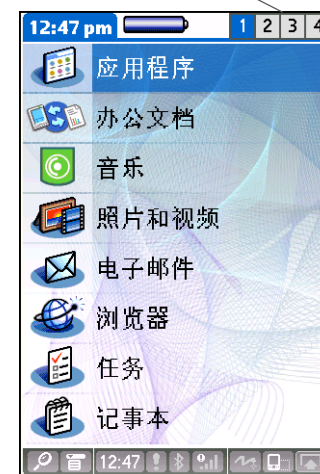 12:47 pm 1 2 3 4
应用程序
办公文档
音乐
照片和视频
电子邮件
浏览器
任务
记事本
12:47